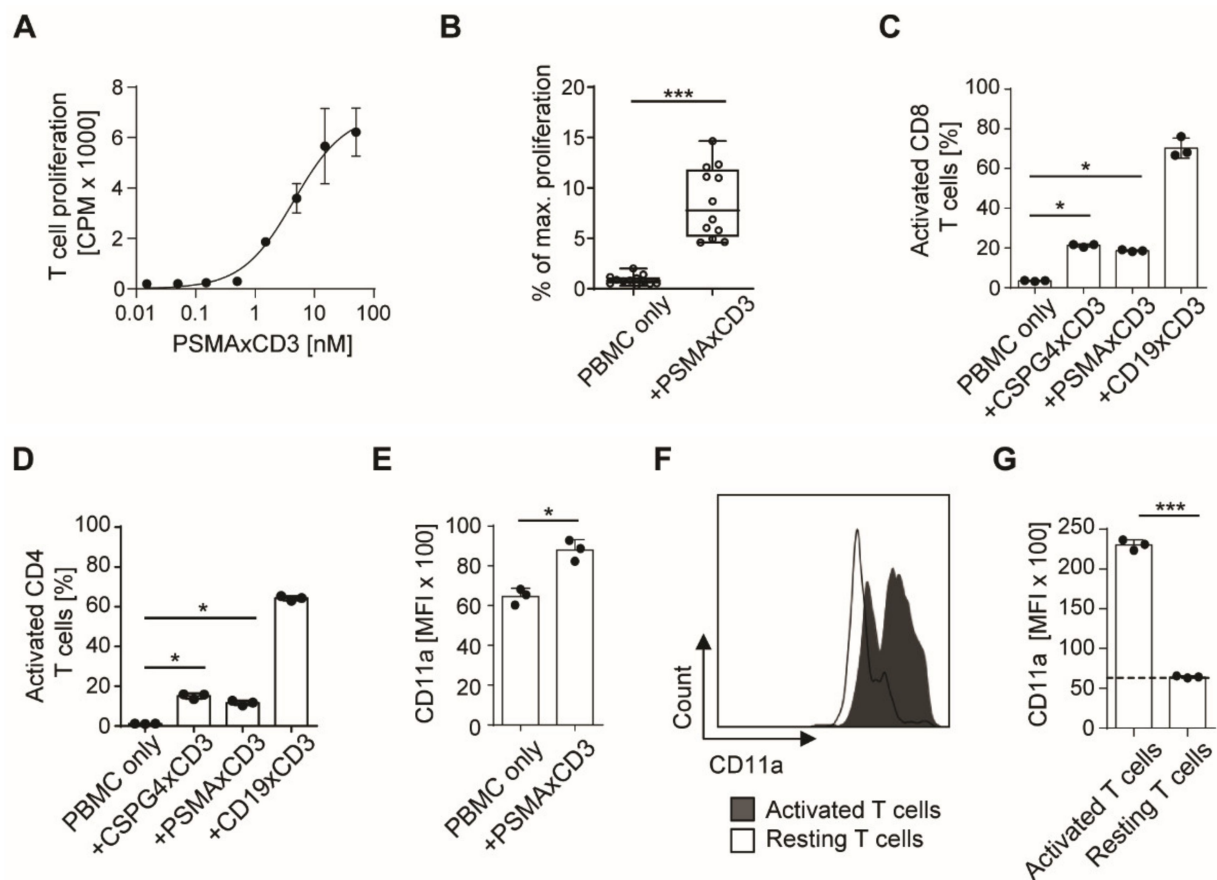 A
T cell proliferation
[CPM x 1000]
8
6
4
2
0
0.01
0.1
1
10
100
PSMAxCD3 [nM]
B
% of max. proliferation
20
15
10
5
0
***
PBMC only
+PSMAxCD3
C
Activated CD8
T cells [%]
100
80
60
40
20
0
*
*
PBMC only
+CSPG4xCD3
+PSMAxCD3
+CD19xCD3
D
Activated CD4
T cells [%]
100
80
60
40
20
0
*
*
PBMC only
+CSPG4xCD3
+PSMAxCD3
+CD19xCD3
E
CD11a [MFI x 100]
100
80
60
40
20
0
*
PBMC only
+PSMAxCD3
F
Count
CD11a
Activated T cells
Resting T cells
G
CD11a [MFI x 100]
250
200
150
100
50
0
***
Activated T cells
Resting T cells